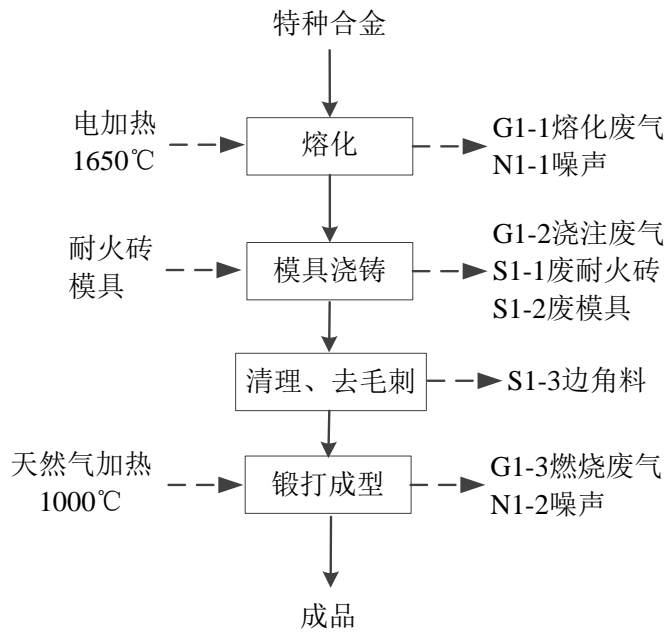 特种合金
电加热
1650℃
熔化
G1-1熔化废气
N1-1噪声
耐火砖
模具
模具浇铸
G1-2浇注废气
S1-1废耐火砖
S1-2废模具
清理、去毛刺
S1-3边角料
天然气加热
1000℃
锻打成型
G1-3燃烧废气
N1-2噪声
成品